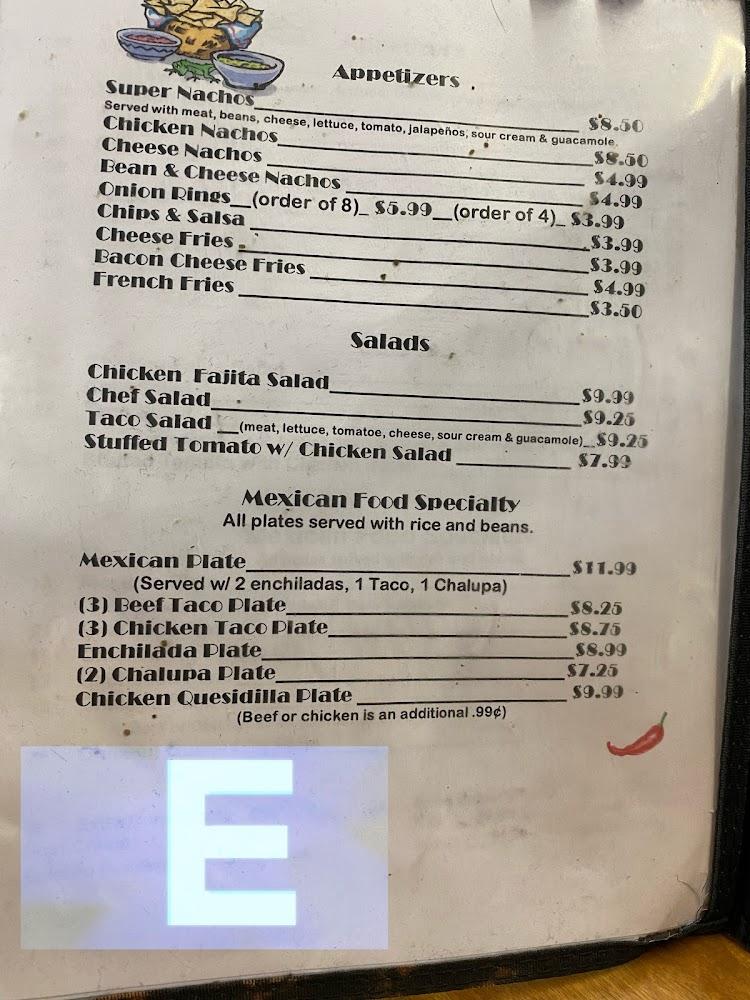 Appetizers
Super Nachos $8.50
Served with meat, beans, cheese, lettuce, tomato, jalapeños, sour cream & guacamole.
Chicken Nachos $8.50
Cheese Nachos $4.99
Bean & Cheese Nachos $4.99
Onion Rings__(order of 8)_ $5.99__(order of 4)_ $3.99
Chips & Salsa $3.99
Cheese Fries $3.99
Bacon Cheese Fries $4.99
French Fries $3.50
Salads
Chicken Fajita Salad $9.99
Chef Salad $9.25
Taco Salad __(meat, lettuce, tomatoe, cheese, sour cream & guacamole)_ $9.25
Stuffed Tomato w/ Chicken Salad $7.99
Mexican Food Specialty
All plates served with rice and beans.
Mexican Plate $11.99
(Served w/ 2 enchiladas, 1 Taco, 1 Chalupa)
(3) Beef Taco Plate $8.25
(3) Chicken Taco Plate $8.75
Enchilada Plate $8.99
(2) Chalupa Plate $7.25
Chicken Quesidilla Plate $9.99
(Beef or chicken is an additional .99¢)
E